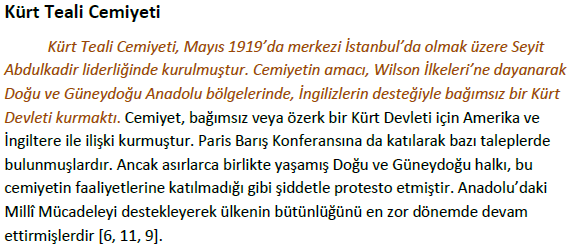 Kürt Teali Cemiyeti
Kürt Teali Cemiyeti, Mayıs 1919’da merkezi İstanbul’da olmak üzere Seyit
Abdulkadir liderliğinde kurulmuştur. Cemiyetin amacı, Wilson İlkeleri’ne dayanarak
Doğu ve Güneydoğu Anadolu bölgelerinde, İngilizlerin desteğiyle bağımsız bir Kürt
Devleti kurmaktı. Cemiyet, bağımsız veya özerk bir Kürt Devleti için Amerika ve
İngiltere ile ilişki kurmuştur. Paris Barış Konferansına da katılarak bazı taleplerde
bulunmuşlardır. Ancak asırlarca birlikte yaşamış Doğu ve Güneydoğu halkı, bu
cemiyetin faaliyetlerine katılmadığı gibi şiddetle protesto etmiştir. Anadolu’daki
Millî Mücadeleyi destekleyerek ülkenin bütünlüğünü en zor dönemde devam
ettirmişlerdir [6, 11, 9].